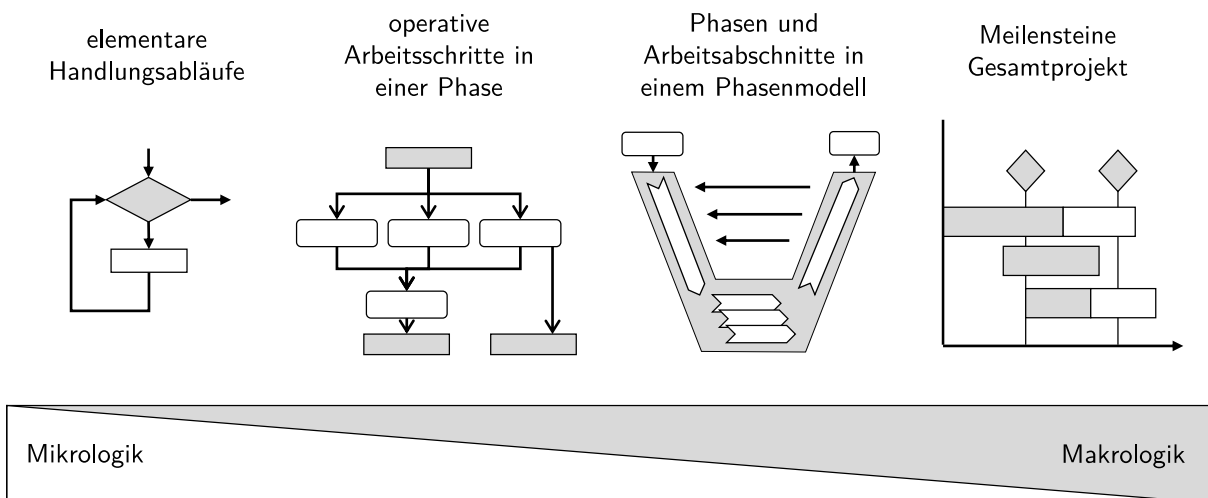 elementare
Handlungsabläufe
operative
Arbeitsschritte in
einer Phase
Phasen und
Arbeitsabschnitte in
einem Phasenmodell
Meilensteine
Gesamtprojekt
Mikrologik
Makrologik